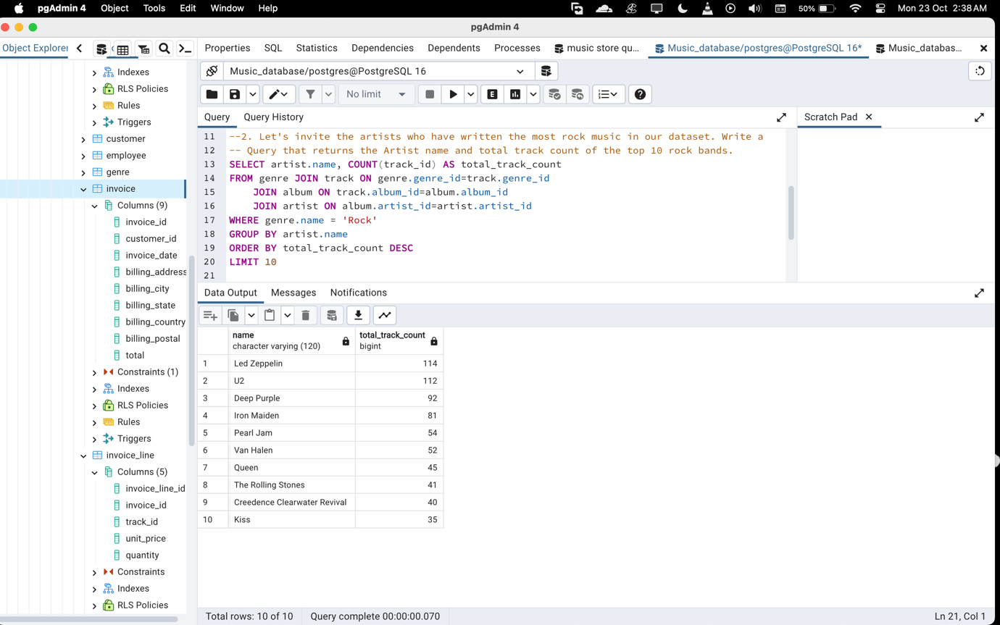 pgAdmin 4 Object Tools Edit Window Help 50% Mon 23 Oct 2:38 AM
pgAdmin 4
Object Explorer
Properties SQL Statistics Dependencies Dependents Processes music store qu... Music_database/postgres@PostgreSQL 16* Music_databas...
Music_database/postgres@PostgreSQL 16
No limit
E
Query Query History
Scratch Pad
Indexes
RLS Policies
Rules
Triggers
customer
employee
genre
invoice
Columns (9)
invoice_id
customer_id
invoice_date
billing_address
billing_city
billing_state
billing_country
billing_postal
total
Constraints (1)
Indexes
RLS Policies
Rules
Triggers
invoice_line
Columns (5)
invoice_line_id
invoice_id
track_id
unit_price
quantity
Constraints
Indexes
RLS Policies
11 --2. Let's invite the artists who have written the most rock music in our dataset. Write a
12 -- Query that returns the Artist name and total track count of the top 10 rock bands.
13 SELECT artist.name, COUNT(track_id) AS total_track_count
14 FROM genre JOIN track ON genre.genre_id=track.genre_id
15 JOIN album ON track.album_id=album.album_id
16 JOIN artist ON album.artist_id=artist.artist_id
17 WHERE genre.name = 'Rock'
18 GROUP BY artist.name
19 ORDER BY total_track_count DESC
20 LIMIT 10
21
Data Output Messages Notifications
name total_track_count
character varying (120) bigint
1 Led Zeppelin 114
2 U2 112
3 Deep Purple 92
4 Iron Maiden 81
5 Pearl Jam 54
6 Van Halen 52
7 Queen 45
8 The Rolling Stones 41
9 Creedence Clearwater Revival 40
10 Kiss 35
Total rows: 10 of 10 Query complete 00:00:00.070 Ln 21, Col 1